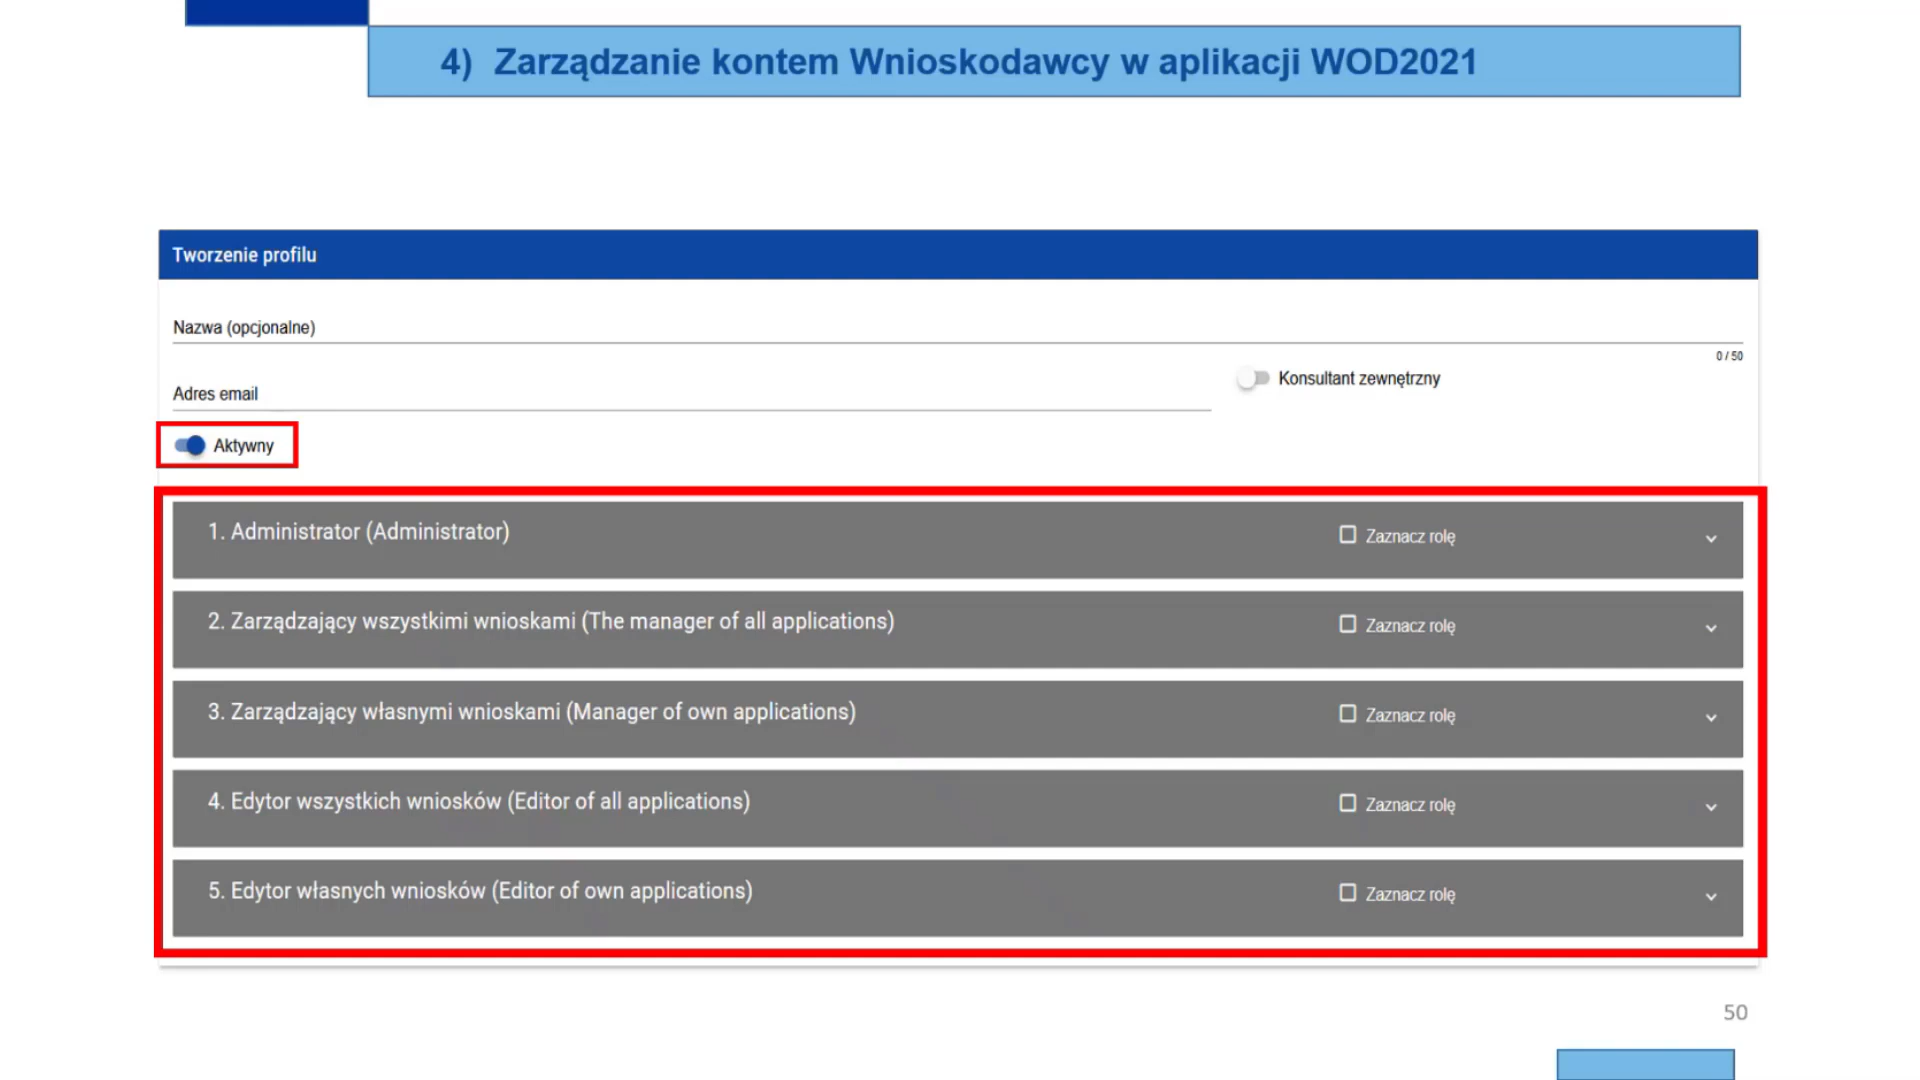 4) Zarządzanie kontem Wnioskodawcy w aplikacji WOD2021
Tworzenie profilu
Nazwa (opcjonalne)
0 / 50
Konsultant zewnętrzny
Adres email
Aktywny
1. Administrator (Administrator)
Zaznacz rolę
2. Zarządzający wszystkimi wnioskami (The manager of all applications)
Zaznacz rolę
3. Zarządzający własnymi wnioskami (Manager of own applications)
Zaznacz rolę
4. Edytor wszystkich wniosków (Editor of all applications)
Zaznacz rolę
5. Edytor własnych wniosków (Editor of own applications)
Zaznacz rolę
50